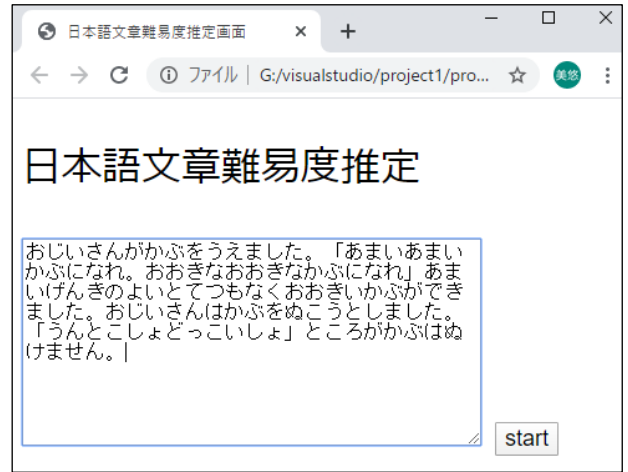 日本語文章難易度推定画面
ファイル | G:/visualstudio/project1/pro...
美悠
日本語文章難易度推定
おじいさんがかぶをうえました。「あまいあまい
かぶになれ。おおきなおおきなかぶになれ」あま
いげんきのよいとてつもなくおおきいかぶができ
ました。おじいさんはかぶをぬこうとしました。
「うんとこしょどっこいしょ」ところがかぶはぬ
けません。
start